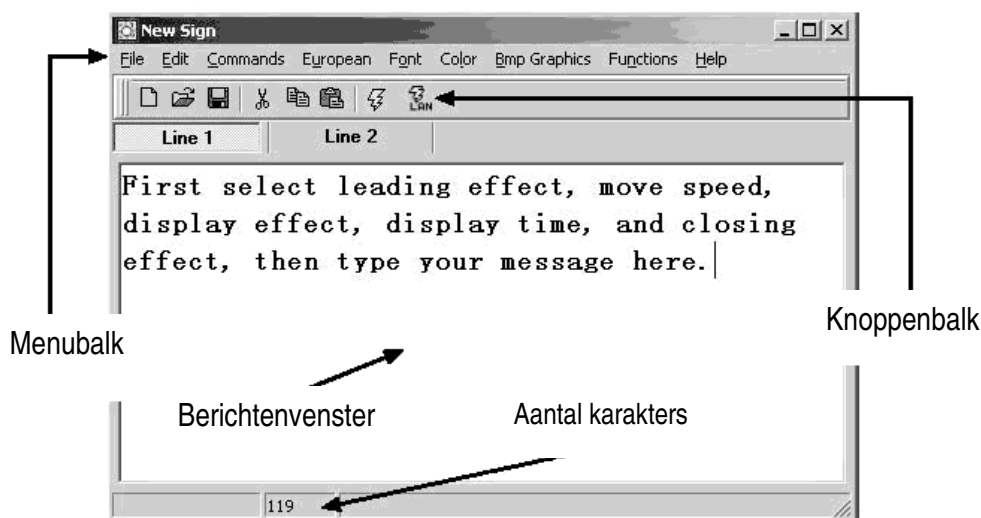 New Sign
File Edit Commands European Font Color Bmp Graphics Functions Help
LAN
Line 1 Line 2
First select leading effect, move speed,
display effect, display time, and closing
effect, then type your message here.
Knoppenbalk
Menubalk
Berichtenvenster Aantal karakters
119